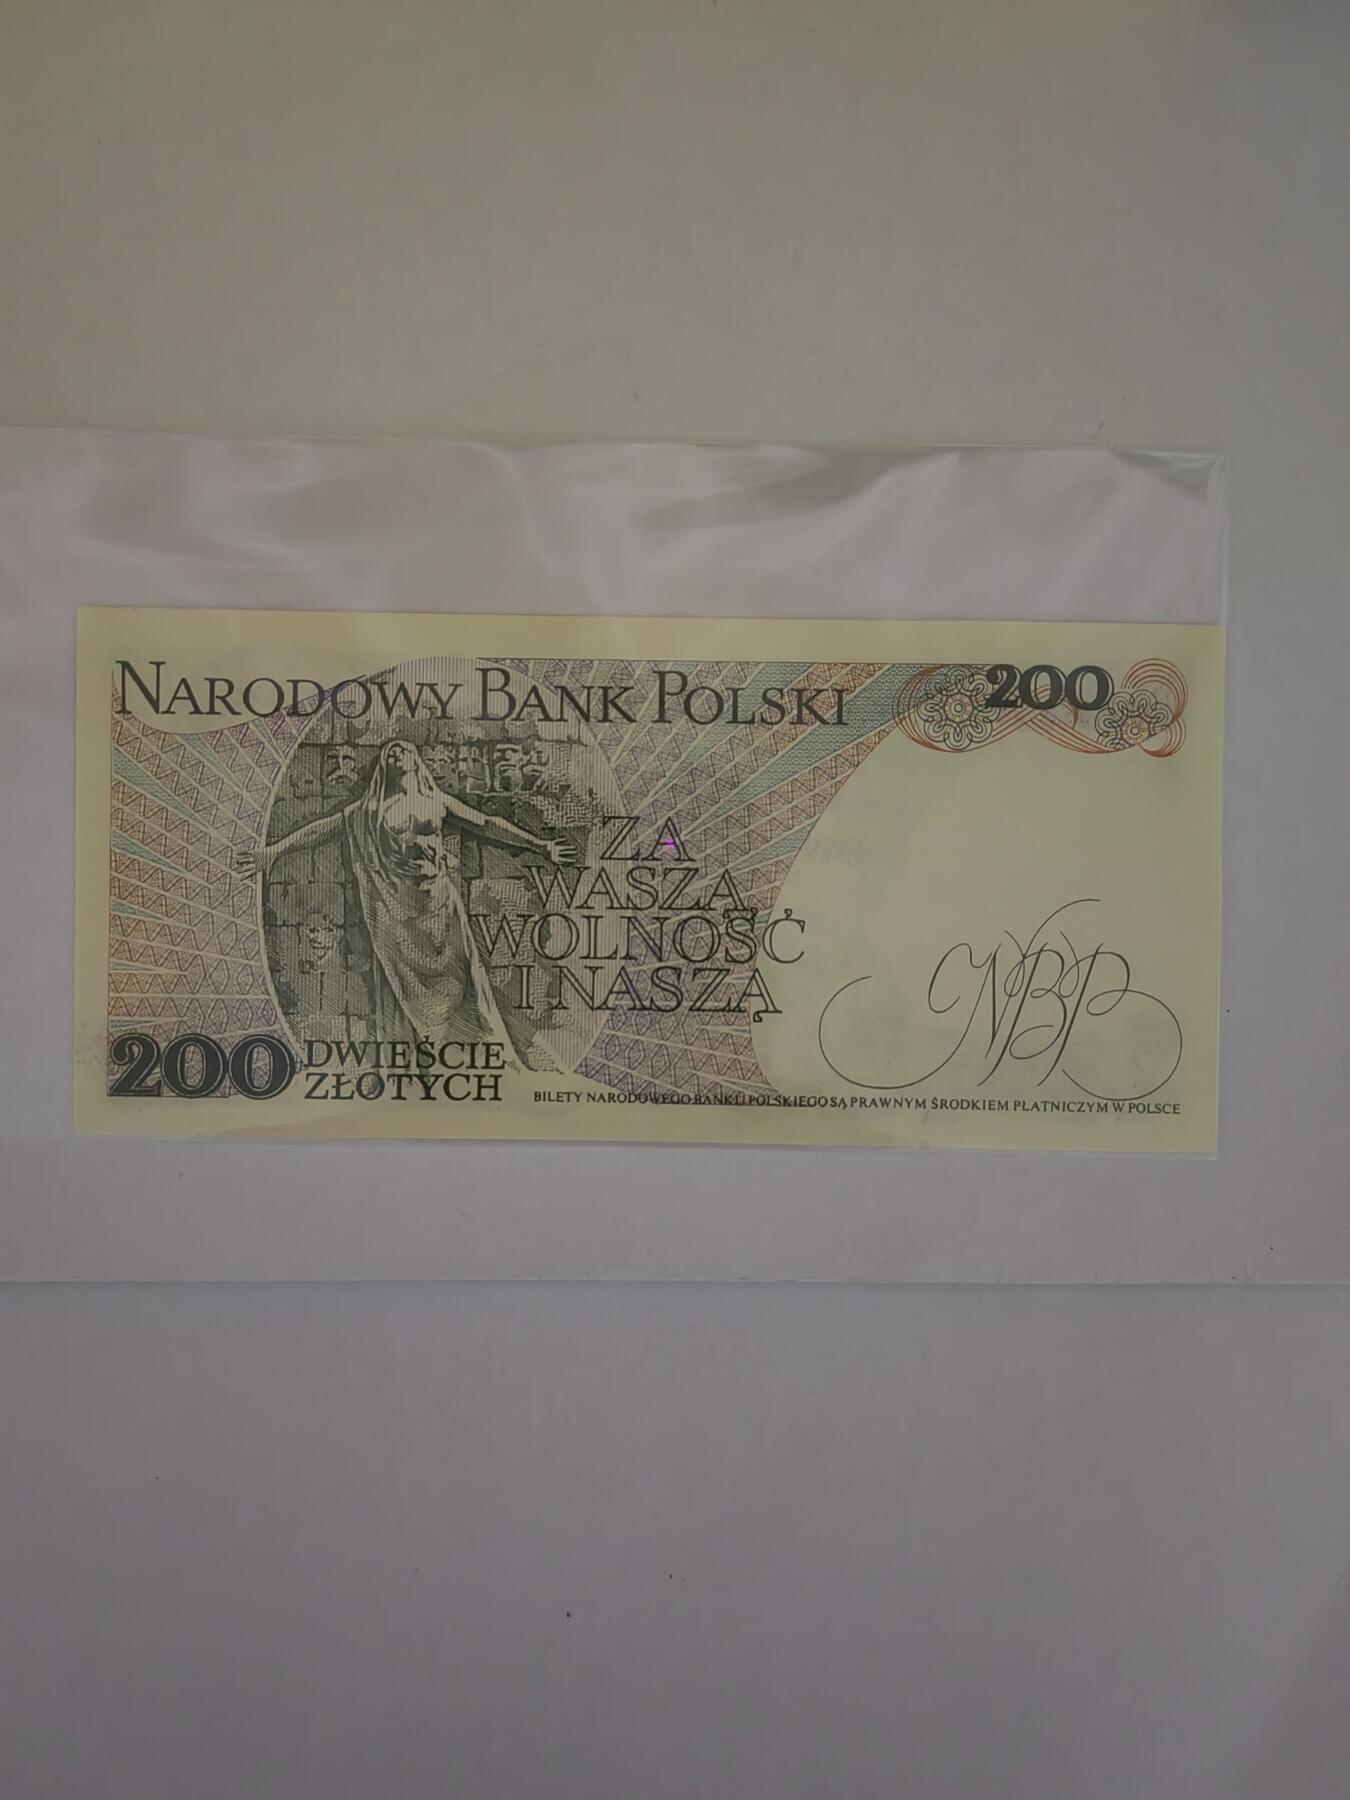 NARODOWY BANK POLSKI
200
ZA
WASZĄ
WOLNOŚĆ
I NASZĄ
NBP
200 DWIEŚCIE
ZŁOTYCH
BILETY NARODOWEGO BANKU POLSKIEGO SĄ PRAWNYM ŚRODKIEM PŁATNICZYM W POLSCE